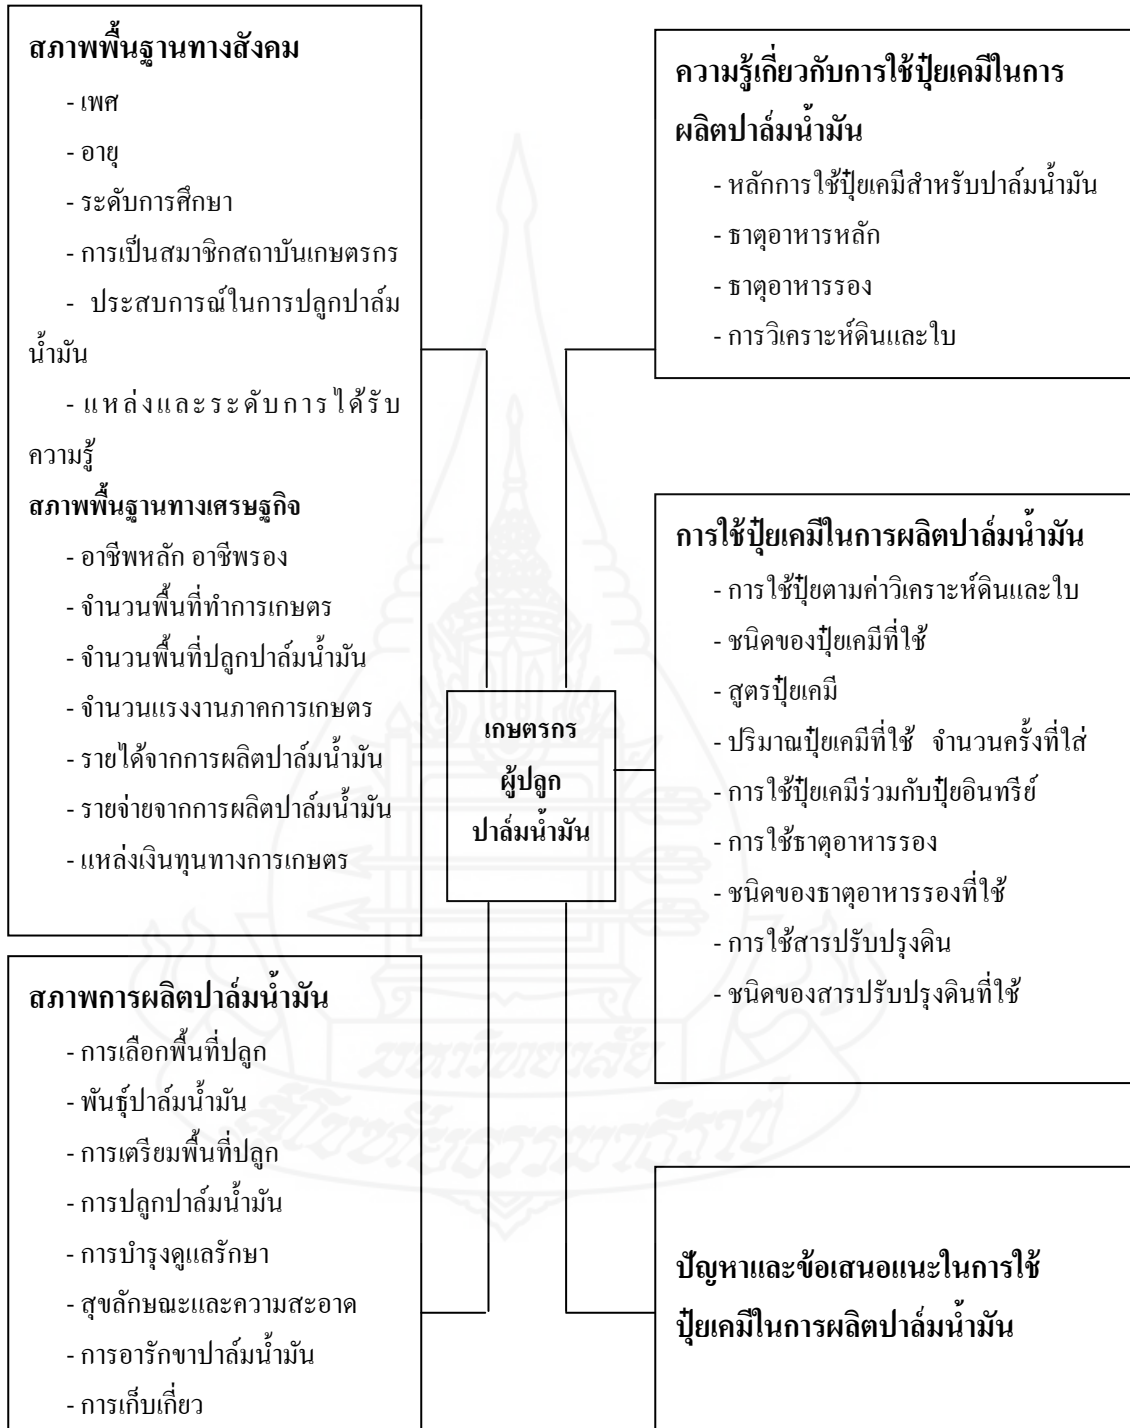 สภาพพื้นฐานทางสังคม
- เพศ
- อายุ
- ระดับการศึกษา
- การเป็นสมาชิกสถาบันเกษตรกร
- ประสบการณ์ในการปลูกปาล์ม
น้ำมัน
- แหล่งและระดับการได้รับ
ความรู้
สภาพพื้นฐานทางเศรษฐกิจ
- อาชีพหลัก อาชีพรอง
- จำนวนพื้นที่ทำการเกษตร
- จำนวนพื้นที่ปลูกปาล์มน้ำมัน
- จำนวนแรงงานภาคการเกษตร
- รายได้จากการผลิตปาล์มน้ำมัน
- รายจ่ายจากการผลิตปาล์มน้ำมัน
- แหล่งเงินทุนทางการเกษตร
สภาพการผลิตปาล์มน้ำมัน
- การเลือกพื้นที่ปลูก
- พันธุ์ปาล์มน้ำมัน
- การเตรียมพื้นที่ปลูก
- การปลูกปาล์มน้ำมัน
- การบำรุงดูแลรักษา
- สุขลักษณะและความสะอาด
- การอารักขาปาล์มน้ำมัน
- การเก็บเกี่ยว
เกษตรกร
ผู้ปลูก
ปาล์มน้ำมัน
ความรู้เกี่ยวกับการใช้ปุ๋ยเคมีในการ
ผลิตปาล์มน้ำมัน
- หลักการใช้ปุ๋ยเคมีสำหรับปาล์มน้ำมัน
- ธาตุอาหารหลัก
- ธาตุอาหารรอง
- การวิเคราะห์ดินและใบ
การใช้ปุ๋ยเคมีในการผลิตปาล์มน้ำมัน
- การใช้ปุ๋ยตามค่าวิเคราะห์ดินและใบ
- ชนิดของปุ๋ยเคมีที่ใช้
- สูตรปุ๋ยเคมี
- ปริมาณปุ๋ยเคมีที่ใช้ จำนวนครั้งที่ใส่
- การใช้ปุ๋ยเคมีร่วมกับปุ๋ยอินทรีย์
- การใช้ธาตุอาหารรอง
- ชนิดของธาตุอาหารรองที่ใช้
- การใช้สารปรับปรุงดิน
- ชนิดของสารปรับปรุงดินที่ใช้
ปัญหาและข้อเสนอแนะในการใช้
ปุ๋ยเคมีในการผลิตปาล์มน้ำมัน
มหาวิทยาลัย
สุโขทัยธรรมาธิราช